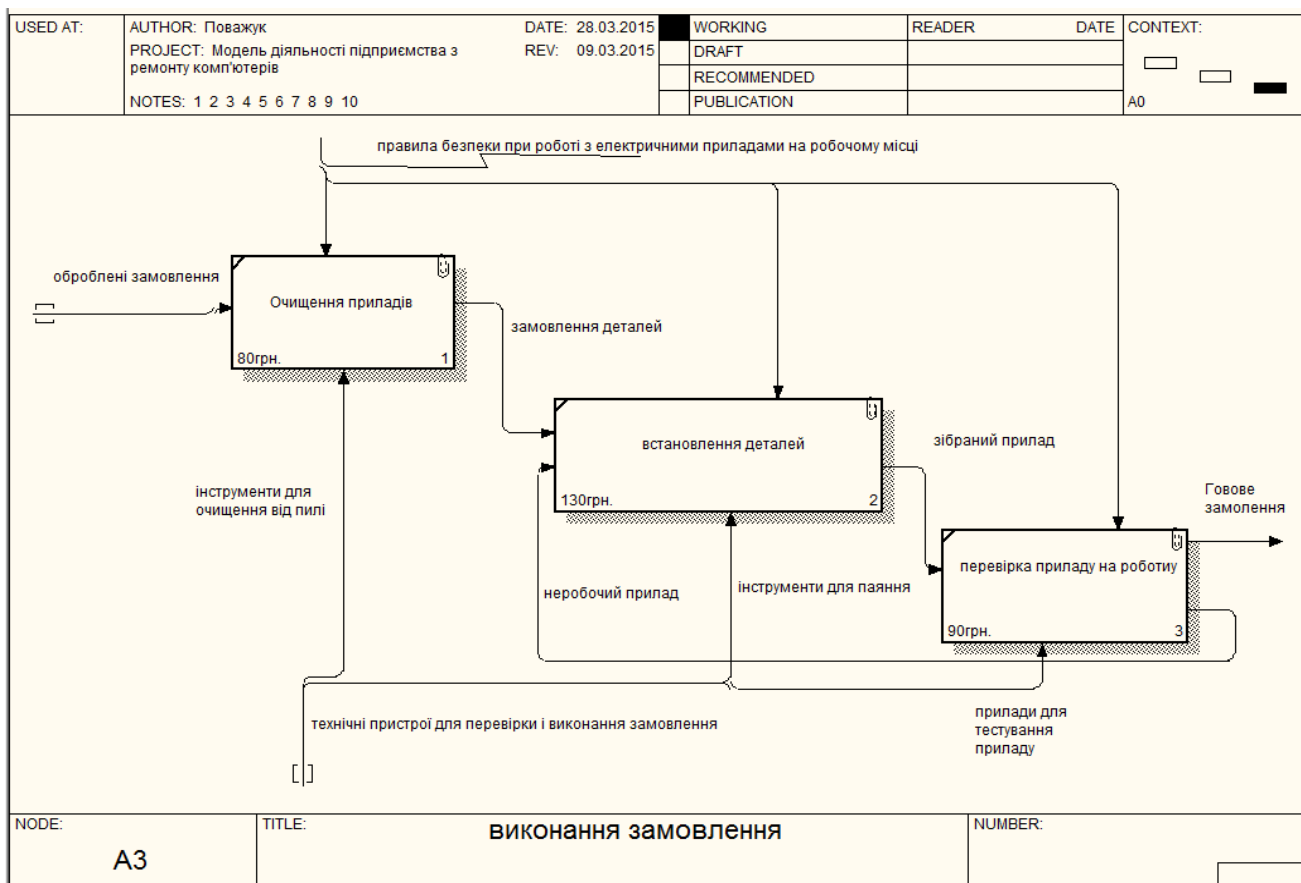 USED AT:
AUTHOR: Поважук
DATE: 28.03.2015
WORKING
READER
DATE
CONTEXT:
PROJECT: Модель діяльності підприємства з
REV: 09.03.2015
DRAFT
ремонту комп'ютерів
RECOMMENDED
NOTES: 1 2 3 4 5 6 7 8 9 10
PUBLICATION
A0
правила безпеки при роботі з електричними приладами на робочому місці
оброблені замовлення
Очищення приладів
80грн.
1
замовлення деталей
встановлення деталей
130грн.
2
зібраний прилад
інструменти для
очищення від пилі
Говове
замолення
перевірка приладу на роботиу
90грн.
3
неробочий прилад
інструменти для паяння
технічні пристрої для перевірки і виконання замовлення
прилади для
тестування
приладу
NODE:
A3
TITLE:
виконання замовлення
NUMBER: